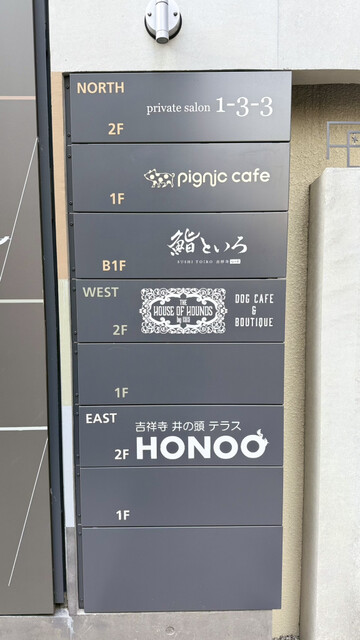 NORTH
private salon 1-3-3
2F
pignic cafe
1F
鮨といろ
B1F
WEST
THE
HOUSE OF HOUNDS
DOG CAFE
&
BOUTIQUE
2F
1F
EAST
吉祥寺 井の頭 テラス
HONOO
2F
1F